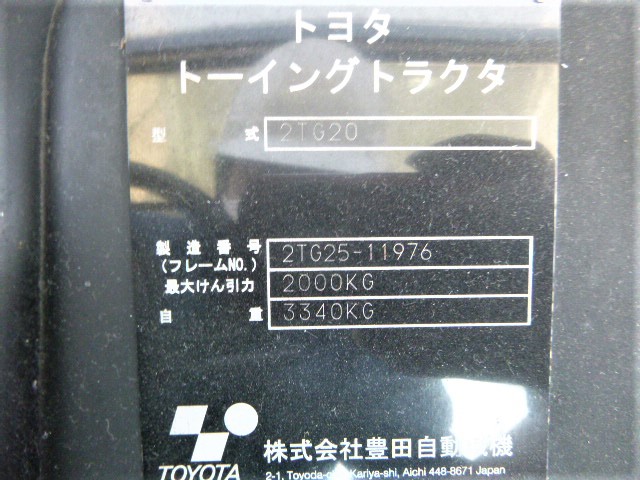 トヨタ
トーイングトラクタ
型 式 2TG20
製造番号 2TG25-11976
(フレームNO.)
最大けん引力 2000KG
自 重 3340KG
TOYOTA
株式会社豊田自動織機
2-1, Kariya-shi, Aichi 448-8671 Japan